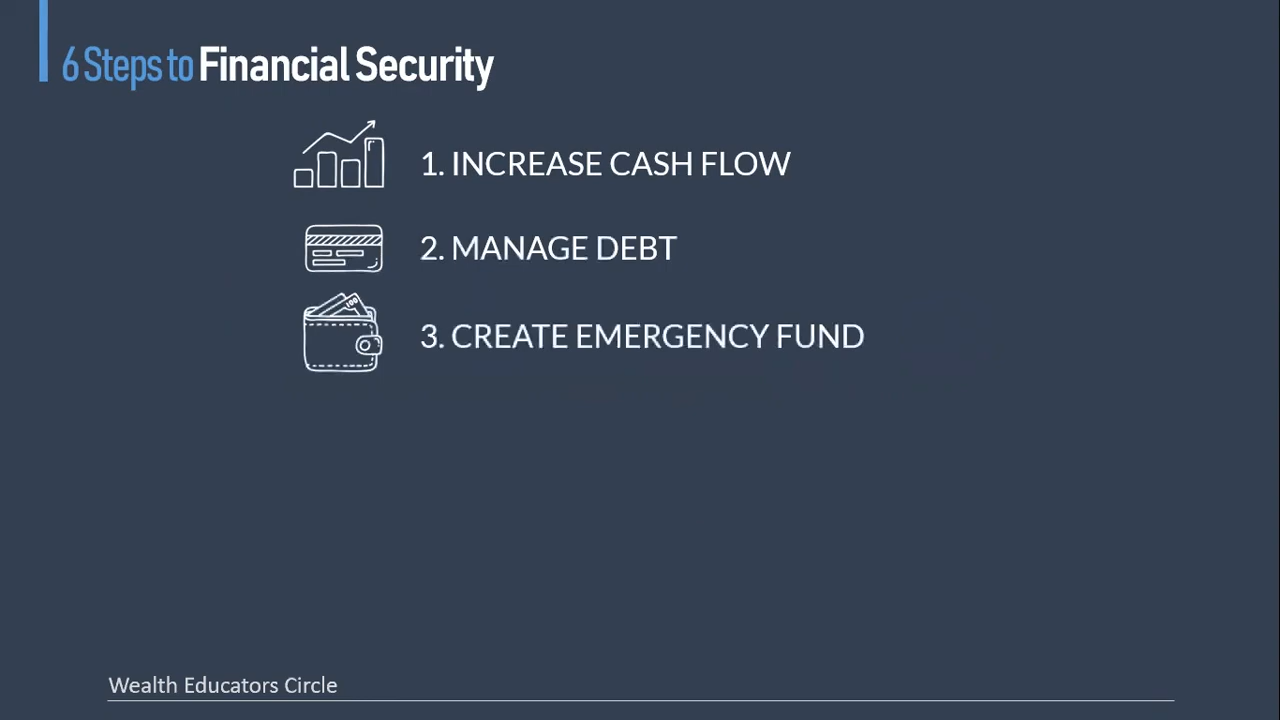 6 Steps to Financial Security
1. INCREASE CASH FLOW
2. MANAGE DEBT
100
3. CREATE EMERGENCY FUND
Wealth Educators Circle